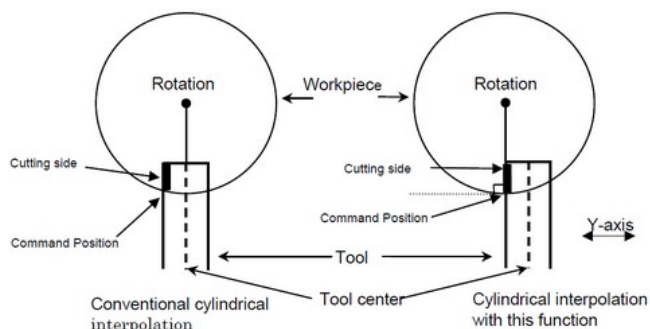 Rotation
Workpiece
Rotation
Cutting side
Cutting side
Command Position
Command Position
Y-axis
Tool
Tool center
Conventional cylindrical
interpolation
Cylindrical interpolation
with this function